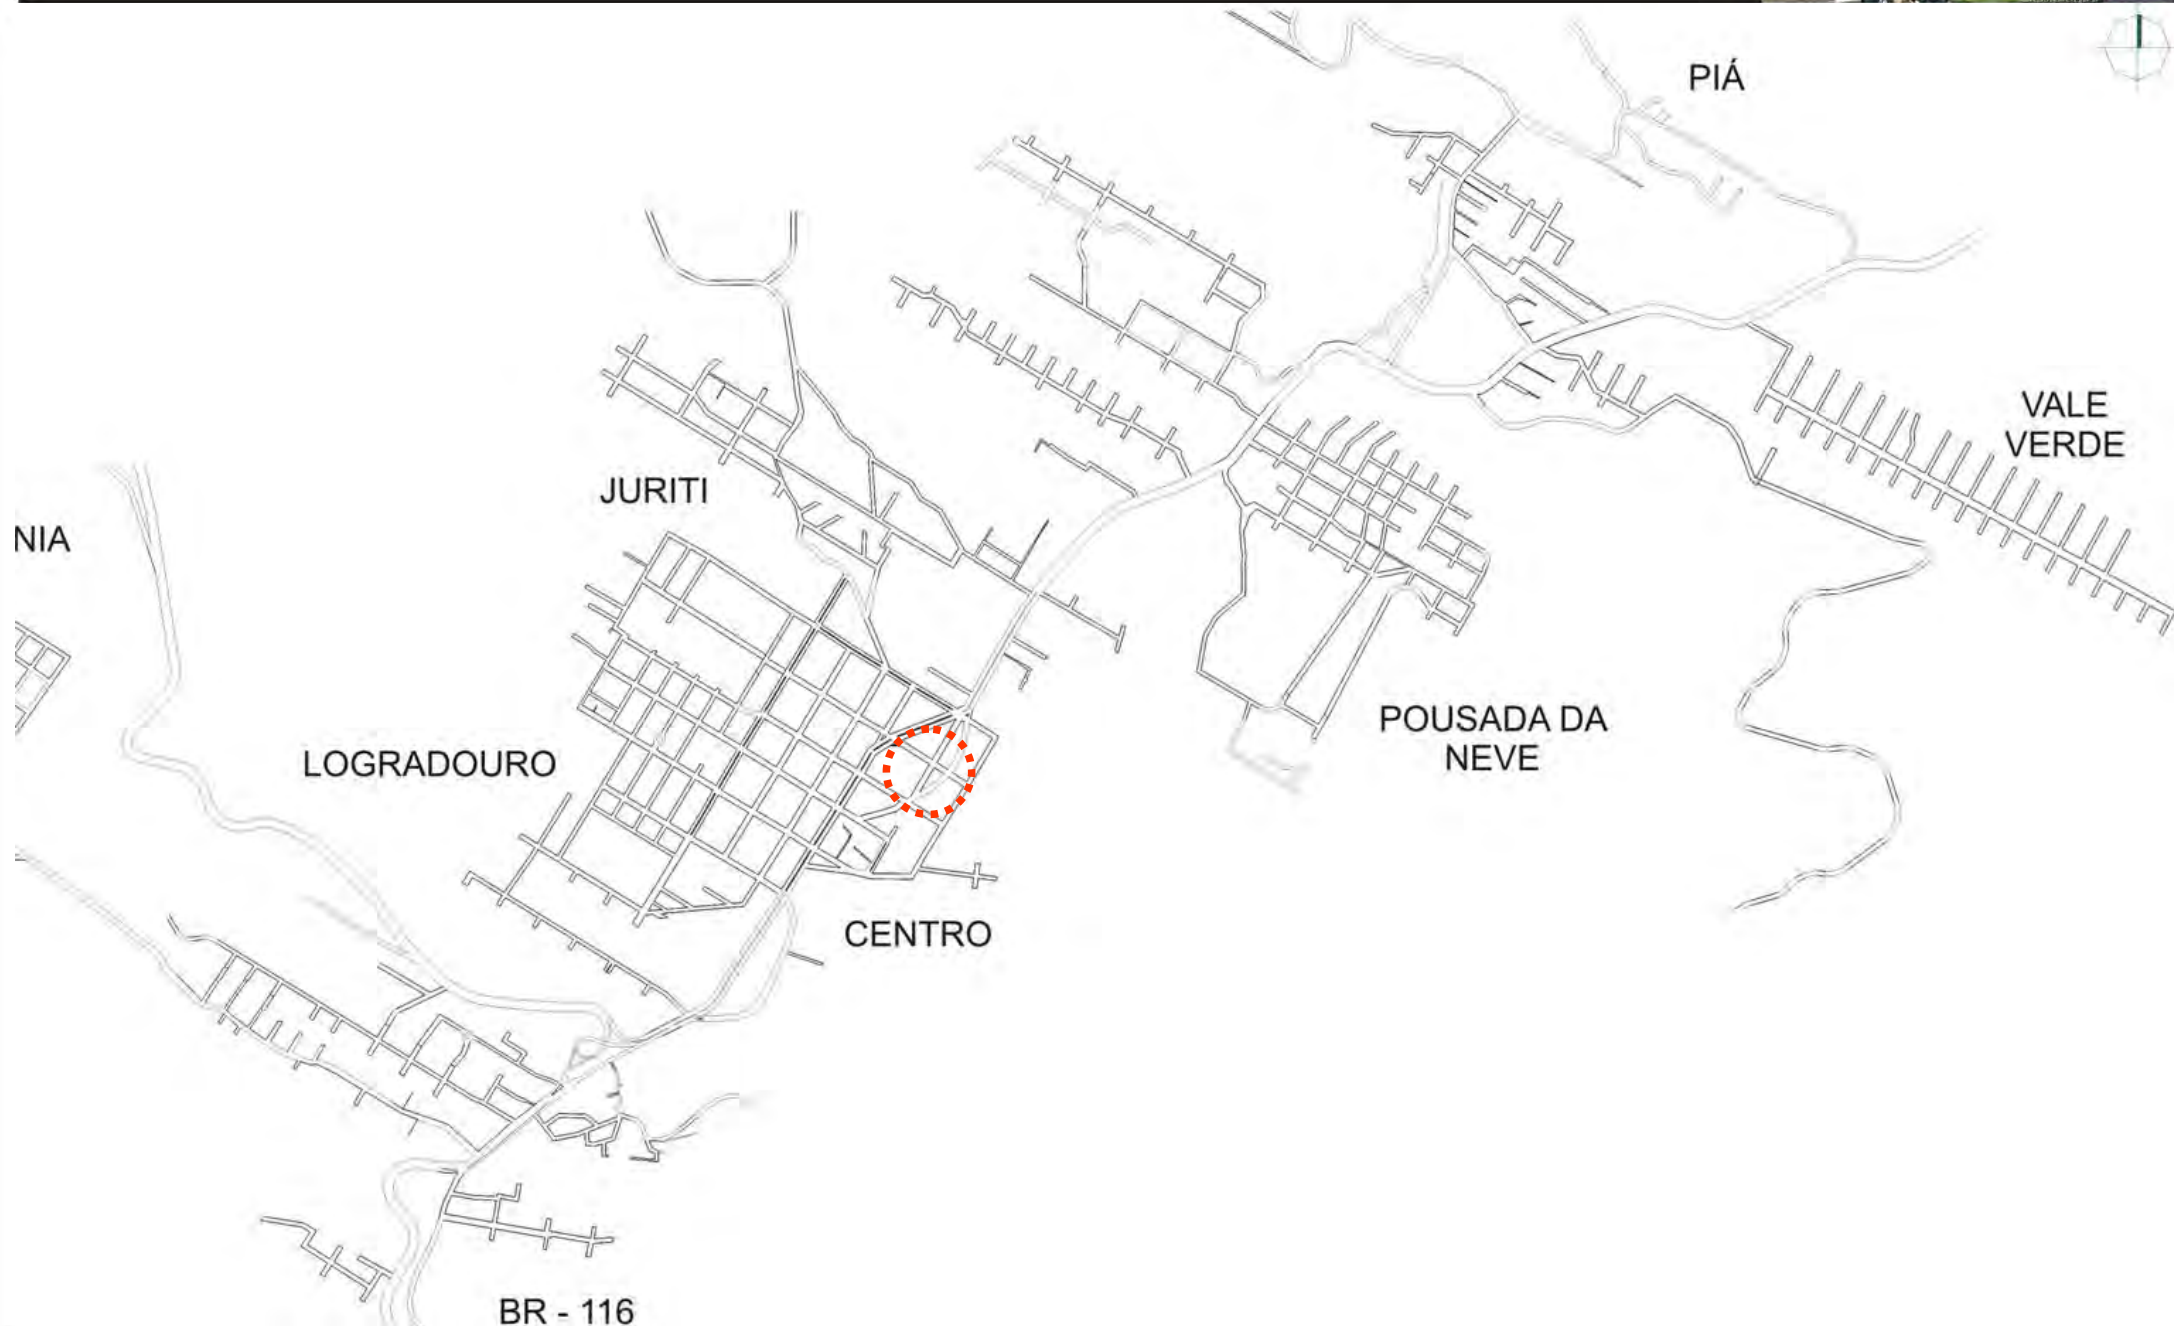 PIÁ
VALE
VERDE
JURITI
NIA
POUSADA DA
NEVE
LOGRADOURO
CENTRO
BR - 116